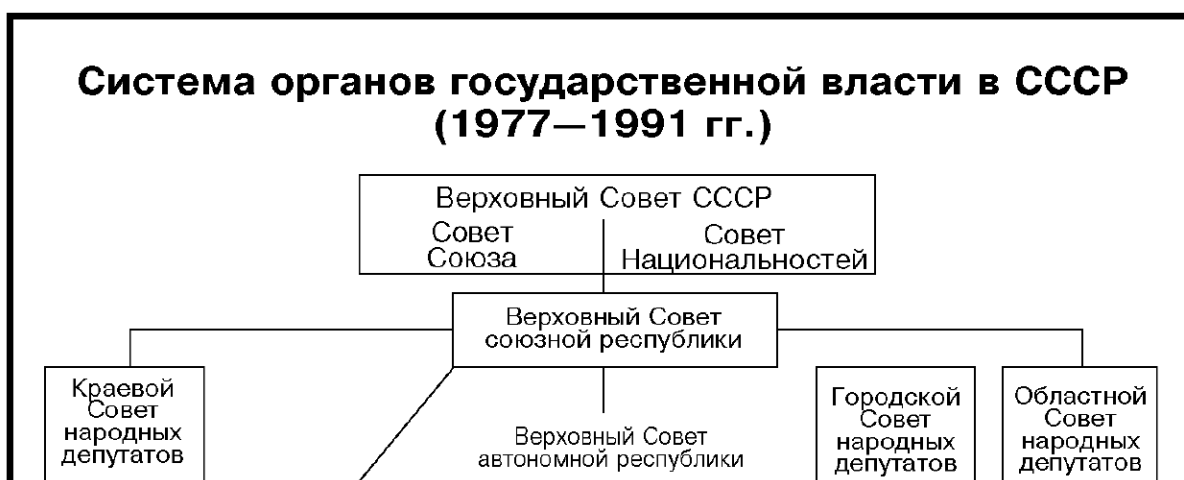 Система органов государственной власти в СССР
(1977—1991 гг.)
Верховный Совет СССР
Совет
Союза
Совет
Национальностей
Верховный Совет
союзной республики
Краевой
Совет
народных
депутатов
Верховный Совет
автономной республики
Городской
Совет
народных
депутатов
Областной
Совет
народных
депутатов